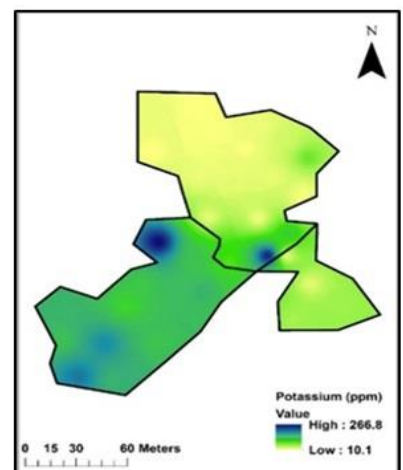 N
Potassium (ppm)
Value
High : 266.8
Low : 10.1
0 15 30 60 Meters